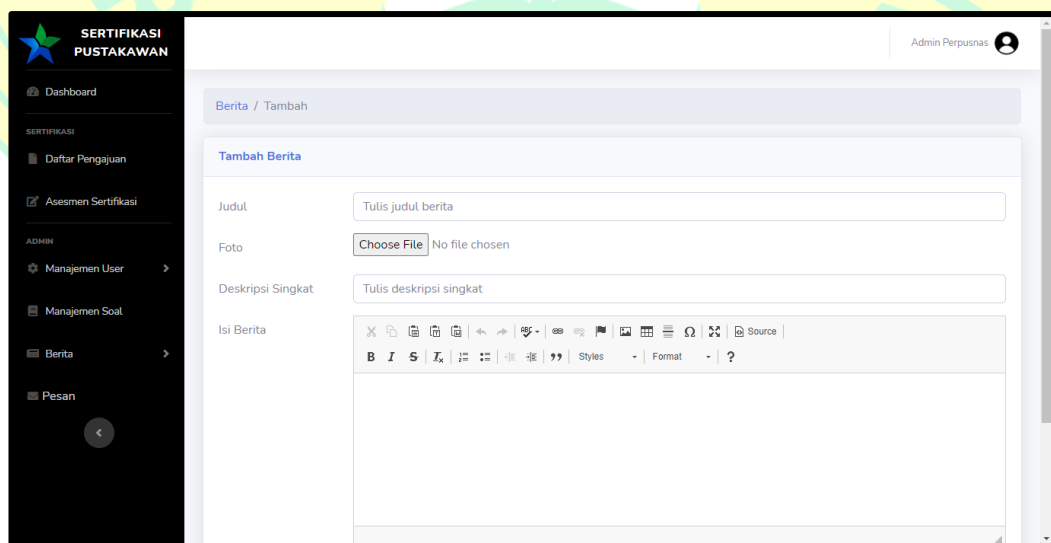 SERTIFIKASI
PUSTAKAWAN
Admin Perpusnas
Dashboard
SERTIFIKASI
Daftar Pengajuan
Asesmen Sertifikasi
ADMIN
Manajemen User
Manajemen Soal
Berita
Pesan
Berita / Tambah
Tambah Berita
Judul
Tulis judul berita
Foto
Choose File No file chosen
Deskripsi Singkat
Tulis deskripsi singkat
Isi Berita
ABC
Ω
Source
B I S Ix
Styles
Format
?